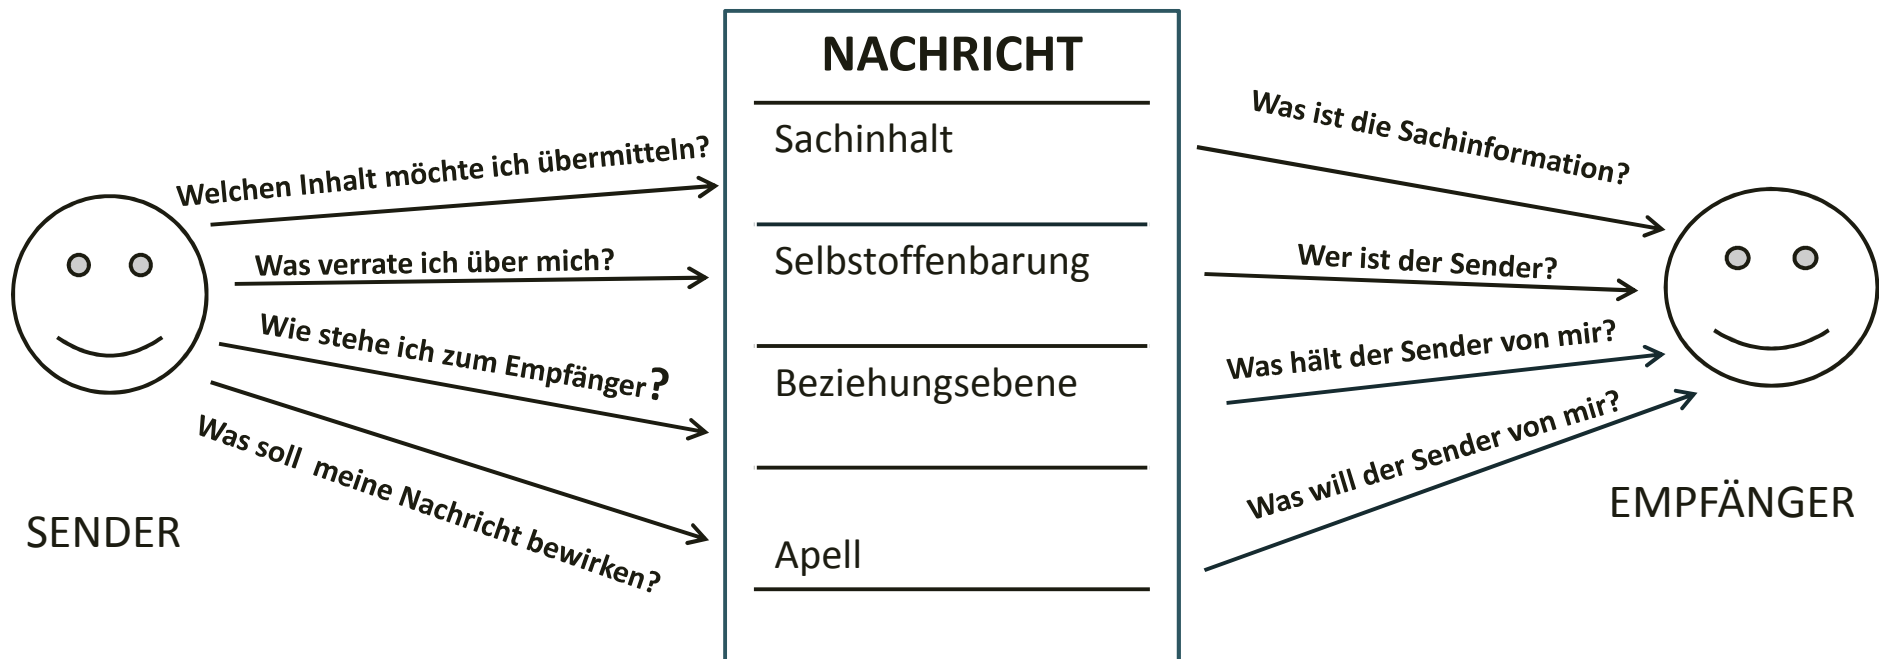 NACHRICHT
Welchen Inhalt möchte ich übermitteln?
Sachinhalt
Was ist die Sachinformation?
Was verrate ich über mich?
Selbstoffenbarung
Wer ist der Sender?
Wie stehe ich zum Empfänger?
Beziehungsebene
Was hält der Sender von mir?
Was soll  meine Nachricht bewirken?
Apell
Was will der Sender von mir?
SENDER
EMPFÄNGER